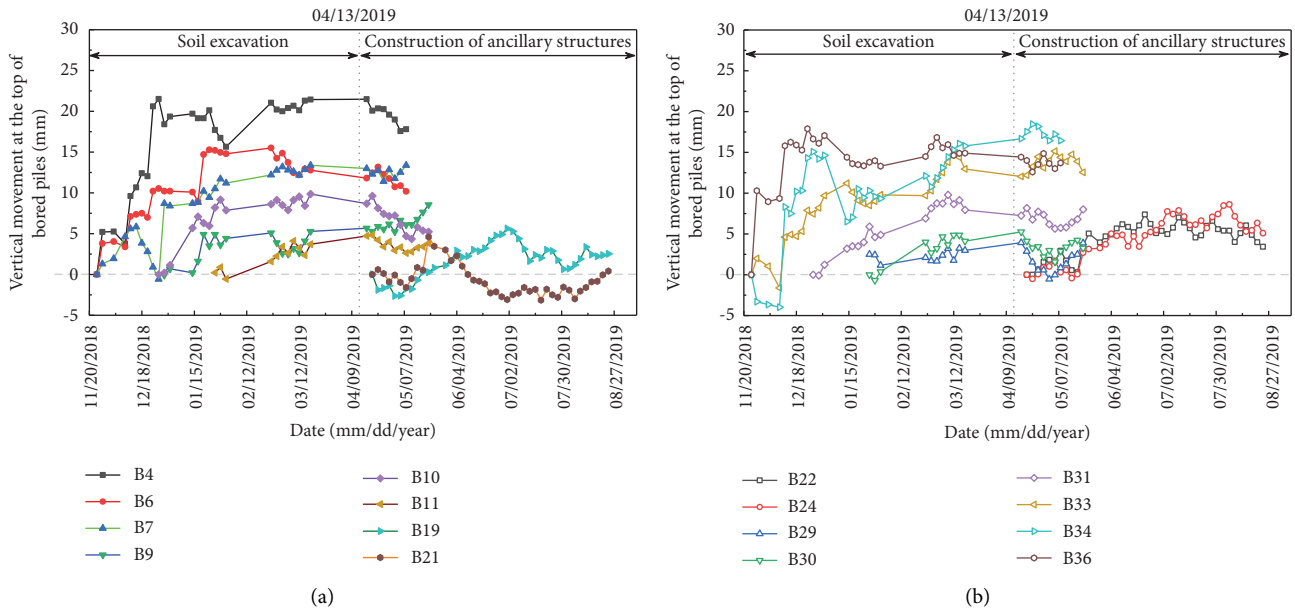 04/13/2019
Soil excavation
Construction of ancillary structures
Vertical movement at the top of
bored piles (mm)
30
25
20
15
10
5
0
-5
11/20/2018
12/18/2018
01/15/2019
02/12/2019
03/12/2019
04/09/2019
05/07/2019
06/04/2019
07/02/2019
07/30/2019
08/27/2019
Date (mm/dd/year)
B4
B6
B7
B9
B10
B11
B19
B21
(a)
04/13/2019
Soil excavation
Construction of ancillary structures
Vertical movement at the top of
bored piles (mm)
30
25
20
15
10
5
0
-5
11/20/2018
12/18/2018
01/15/2019
02/12/2019
03/12/2019
04/09/2019
05/07/2019
06/04/2019
07/02/2019
07/30/2019
08/27/2019
Date (mm/dd/year)
B22
B24
B29
B30
B31
B33
B34
B36
(b)